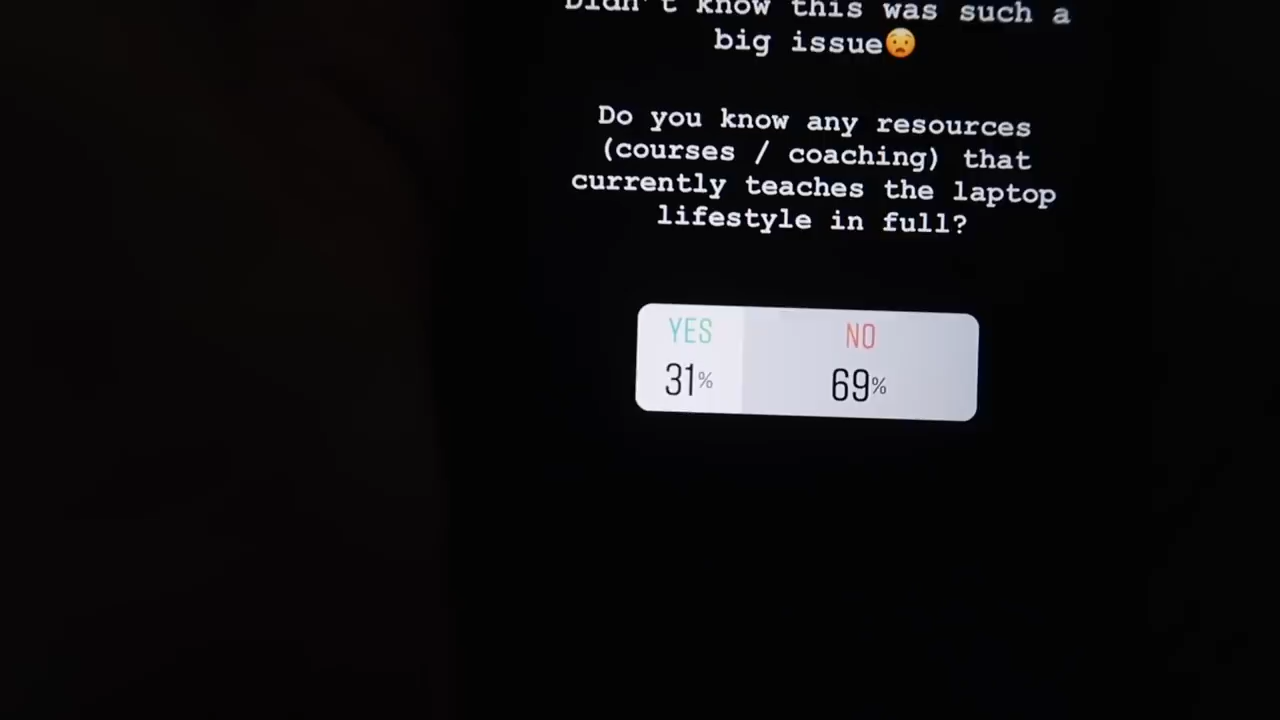 Didn't know this was such a
big issue😧
Do you know any resources
(courses / coaching) that
currently teaches the laptop
lifestyle in full?
YES NO
31% 69%